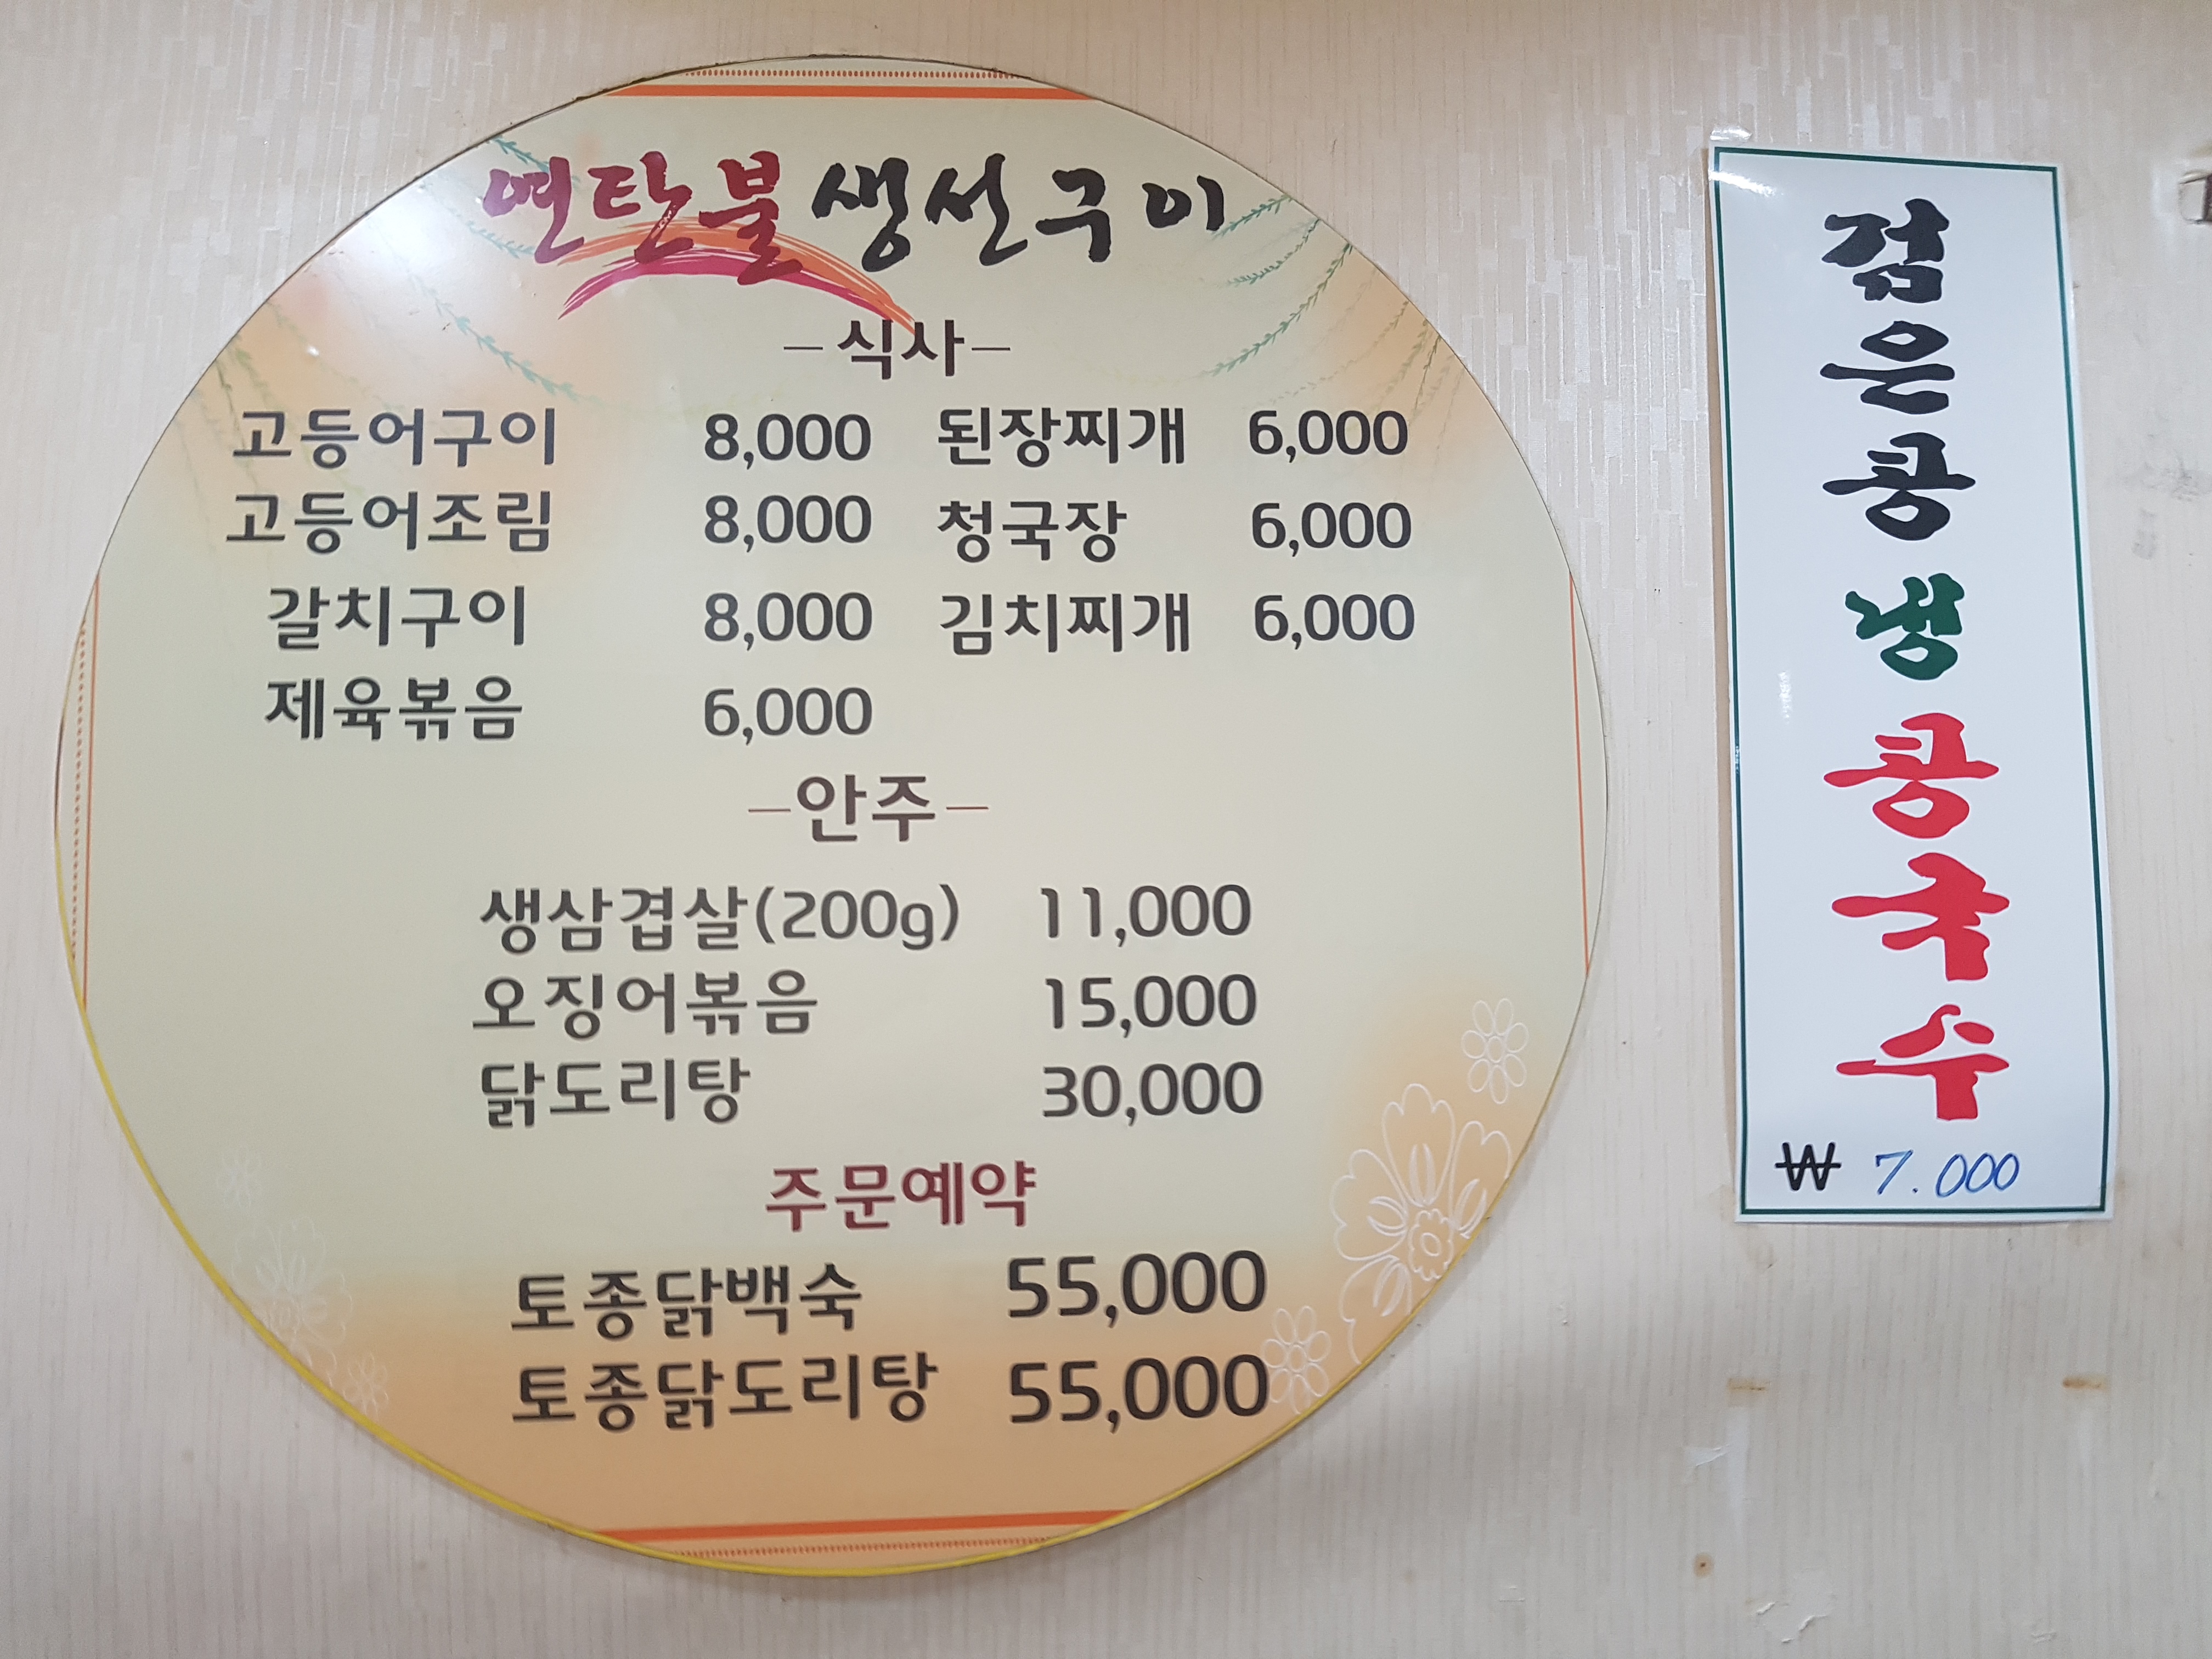 연탄불 생선구이
-식사-
고등어구이 8,000 된장찌개 6,000
고등어조림 8,000 청국장 6,000
갈치구이 8,000 김치찌개 6,000
제육볶음 6,000
-안주-
생삼겹살(200g) 11,000
오징어볶음 15,000
닭도리탕 30,000
주문예약
토종닭백숙 55,000
토종닭도리탕 55,000
검은콩냉콩국수
₩ 7.000